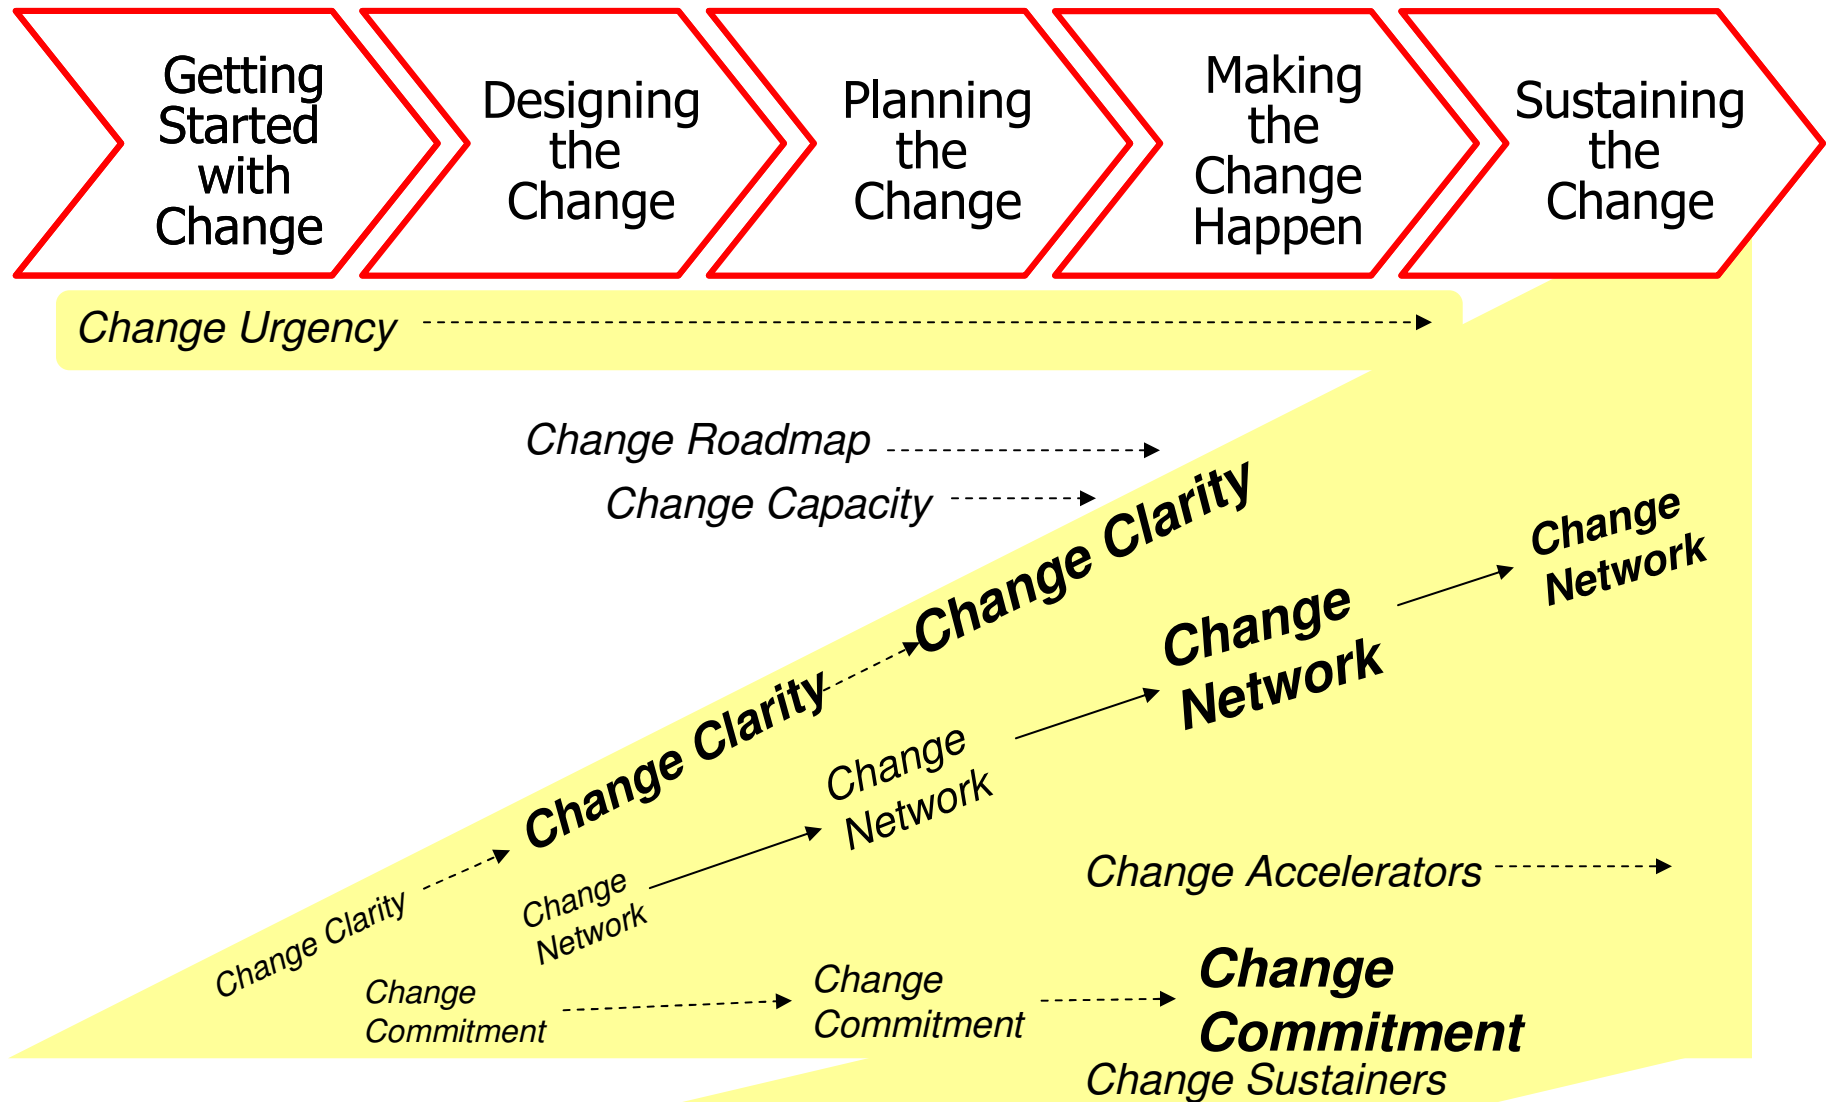 Getting
Started
with
Change
Designing
the
Change
Planning
the
Change
Making
the
Change
Happen
Sustaining
the
Change
Change Urgency
Change Roadmap
Change Capacity
Change Clarity
Change Clarity
Change Clarity
Change
Network
Change
Network
Change
Network
Change
Network
Change Accelerators
Change
Commitment
Change
Commitment
Change
Commitment
Change Sustainers